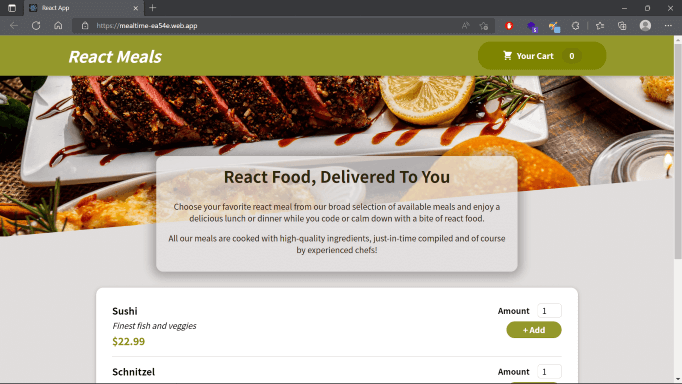 React App
https://mealtime-ea54e.web.app
React Meals
Your Cart 0
React Food, Delivered To You
Choose your favorite react meal from our broad selection of available meals and enjoy a
delicious lunch or dinner while you code or calm down with a bite of react food.
All our meals are cooked with high-quality ingredients, just-in-time compiled and of course
by experienced chefs!
Sushi
Amount 1
Finest fish and veggies
+ Add
$22.99
Schnitzel
Amount 1